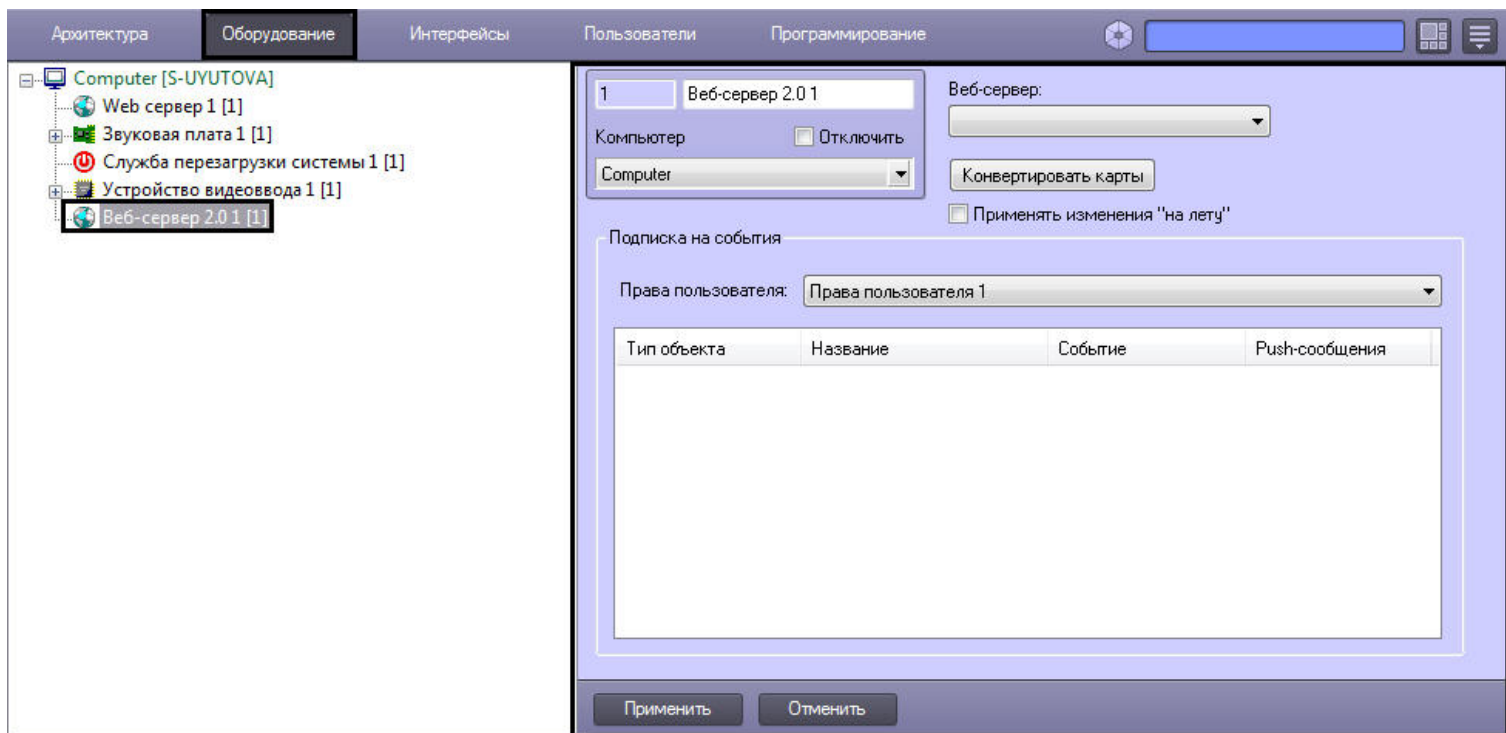 Архитектура Оборудование Интерфейсы Пользователи Программирование
Computer [S-UYUTOVA]
Web сервер 1 [1]
Звуковая плата 1 [1]
Служба перезагрузки системы 1 [1]
Устройство видеоввода 1 [1]
Веб-сервер 2.0 1 [1]
1 Веб-сервер 2.0 1
Компьютер Отключить
Computer
Веб-сервер:
Конвертировать карты
Применять изменения "на лету"
Подписка на события
Права пользователя: Права пользователя 1
Тип объекта Название Событие Push-сообщения
Применить Отменить